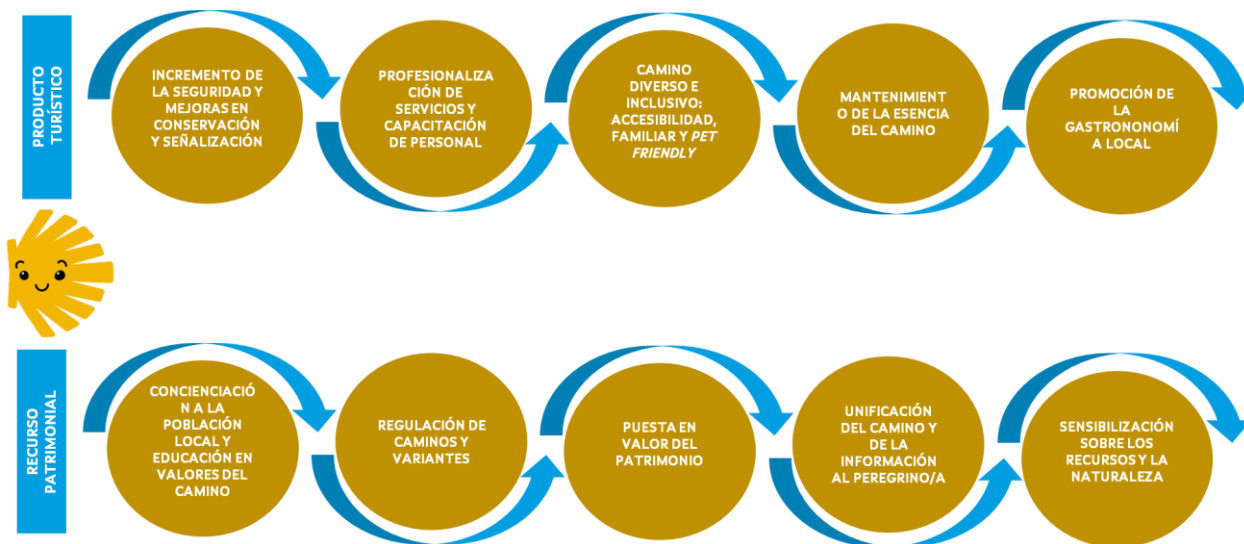 PRODUCTO
TURÍSTICO
INCREMENTO DE
LA SEGURIDAD Y
MEJORAS EN
CONSERVACIÓN
Y SEÑALIZACIÓN
PROFESIONALIZA
CIÓN DE
SERVICIOS Y
CAPACITACIÓN
DE PERSONAL
CAMINO
DIVERSO E
INCLUSIVO:
ACCESIBILIDAD,
FAMILIAR Y PET
FRIENDLY
MANTENIMIENT
O DE LA ESENCIA
DEL CAMINO
PROMOCIÓN DE
LA
GASTRONONOMÍ
A LOCAL
RECURSO
PATRIMONIAL
CONCIENCIACIÓ
N A LA
POBLACIÓN
LOCAL Y
EDUCACIÓN EN
VALORES DEL
CAMINO
REGULACIÓN DE
CAMINOS Y
VARIANTES
PUESTA EN
VALOR DEL
PATRIMONIO
UNIFICACIÓN
DEL CAMINO Y
DE LA
INFORMACIÓN
AL PEREGRINO/A
SENSIBILIZACIÓN
SOBRE LOS
RECURSOS Y LA
NATURALEZA